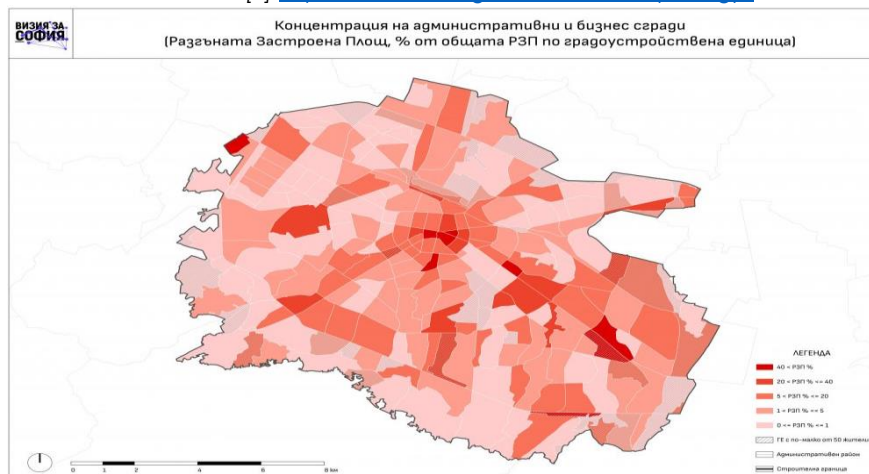 ВИЗИЯ ЗА
СОФИЯ
Концентрация на административни и бизнес сгради
(Разгъната Застроена Площ, % от общата РЗП по градоустройствена единица)
ЛЕГЕНДА
40 < РЗП %
20 < РЗП % <= 40
5 < РЗП % <= 20
1 < РЗП % <= 5
0 <= РЗП % <= 1
ГЕ с по-малко от 50 жители
Административен район
Строителна граница
0 1 2 4 6 8 км